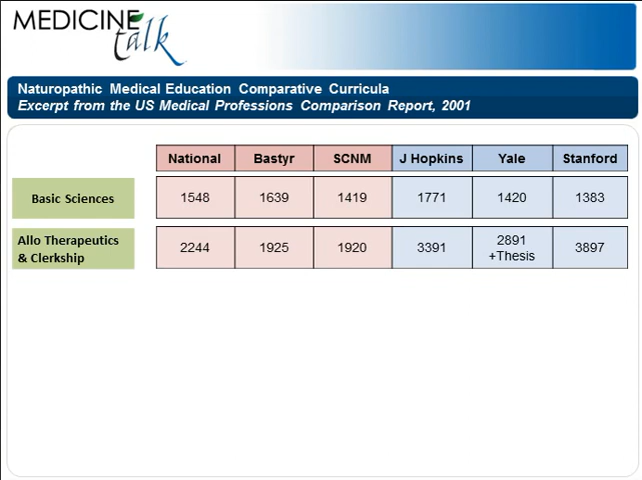 MEDICINE
talk
Naturopathic Medical Education Comparative Curricula
Excerpt from the US Medical Professions Comparison Report, 2001
National Bastyr SCNM J Hopkins Yale Stanford
Basic Sciences 1548 1639 1419 1771 1420 1383
Allo Therapeutics
& Clerkship 2244 1925 1920 3391 2891
+Thesis 3897